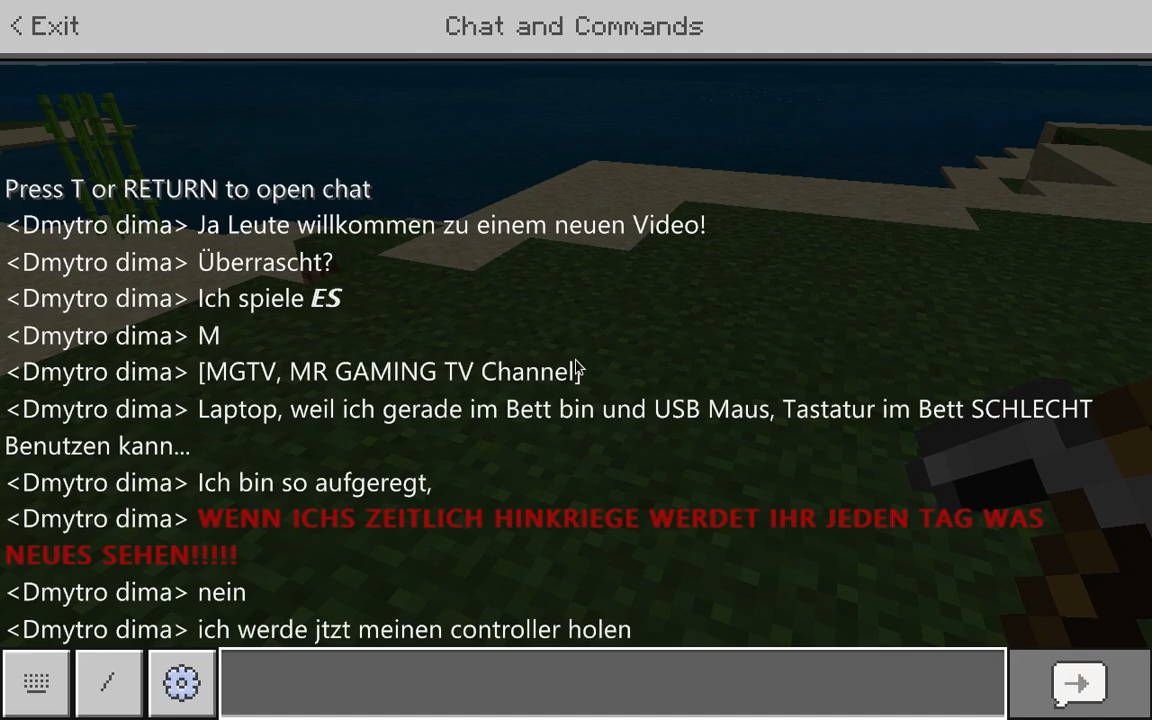 < Exit
Chat and Commands
Press T or RETURN to open chat
<Dmytro dima> Ja Leute willkommen zu einem neuen Video!
<Dmytro dima> Überrascht?
<Dmytro dima> Ich spiele ES
<Dmytro dima> M
<Dmytro dima> [MGTV, MR GAMING TV Channel]
<Dmytro dima> Laptop, weil ich gerade im Bett bin und USB Maus, Tastatur im Bett SCHLECHT
Benutzen kann...
<Dmytro dima> Ich bin so aufgeregt,
<Dmytro dima> WENN ICHS ZEITLICH HINKRIEGE WERDET IHR JEDEN TAG WAS
NEUES SEHEN!!!!!
<Dmytro dima> nein
<Dmytro dima> ich werde jtzt meinen controller holen
/